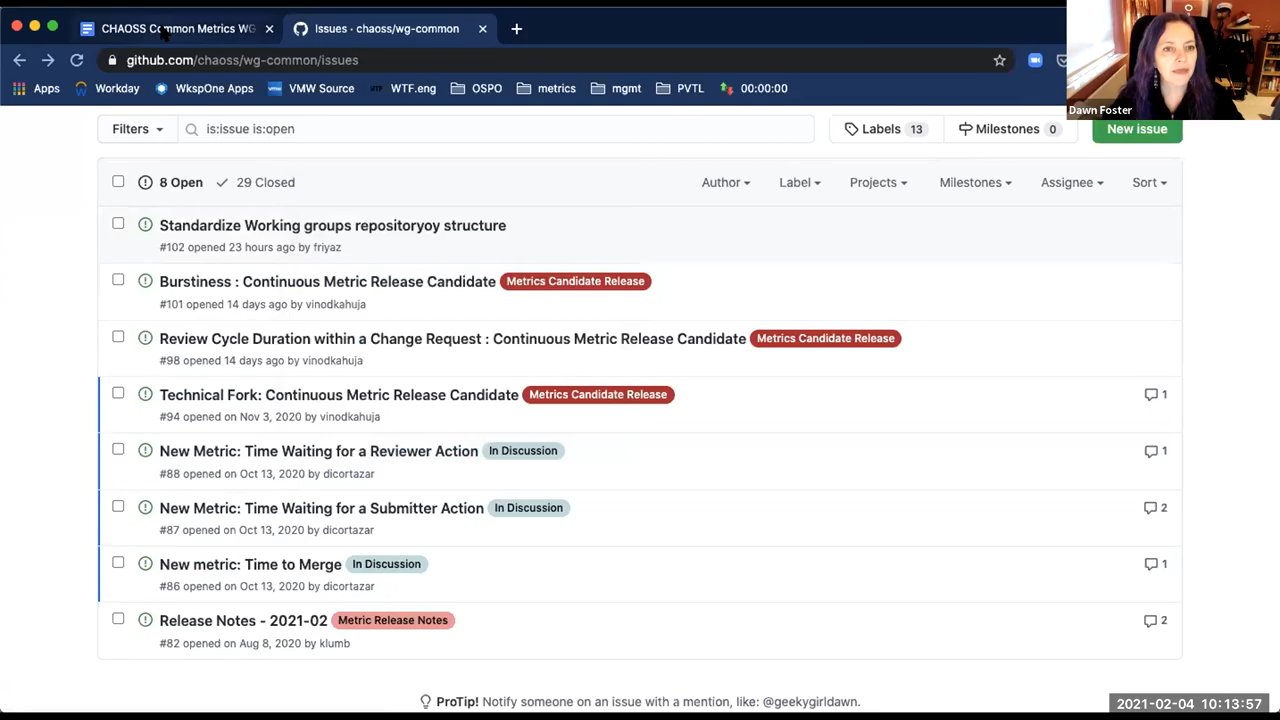 CHAOSS Common Metrics WG
Issues · chaoss/wg-common
github.com/chaoss/wg-common/issues
Apps Workday WkspOne Apps VMW Source WTF.eng OSPO metrics mgmt PVTL 00:00:00
Dawn Foster
Filters is:issue is:open Labels 13 Milestones 0 New issue
8 Open 29 Closed Author Label Projects Milestones Assignee Sort
Standardize Working groups repositoryoy structure
#102 opened 23 hours ago by friyaz
Burstiness : Continuous Metric Release Candidate Metrics Candidate Release
#101 opened 14 days ago by vinodkahuja
Review Cycle Duration within a Change Request : Continuous Metric Release Candidate Metrics Candidate Release
#98 opened 14 days ago by vinodkahuja
Technical Fork: Continuous Metric Release Candidate Metrics Candidate Release 1
#94 opened on Nov 3, 2020 by vinodkahuja
New Metric: Time Waiting for a Reviewer Action In Discussion 1
#88 opened on Oct 13, 2020 by dicortazar
New Metric: Time Waiting for a Submitter Action In Discussion 2
#87 opened on Oct 13, 2020 by dicortazar
New metric: Time to Merge In Discussion 1
#86 opened on Oct 13, 2020 by dicortazar
Release Notes - 2021-02 Metric Release Notes 2
#82 opened on Aug 8, 2020 by klumb
ProTip! Notify someone on an issue with a mention, like: @geekygirldawn.
2021-02-04 10:13:57